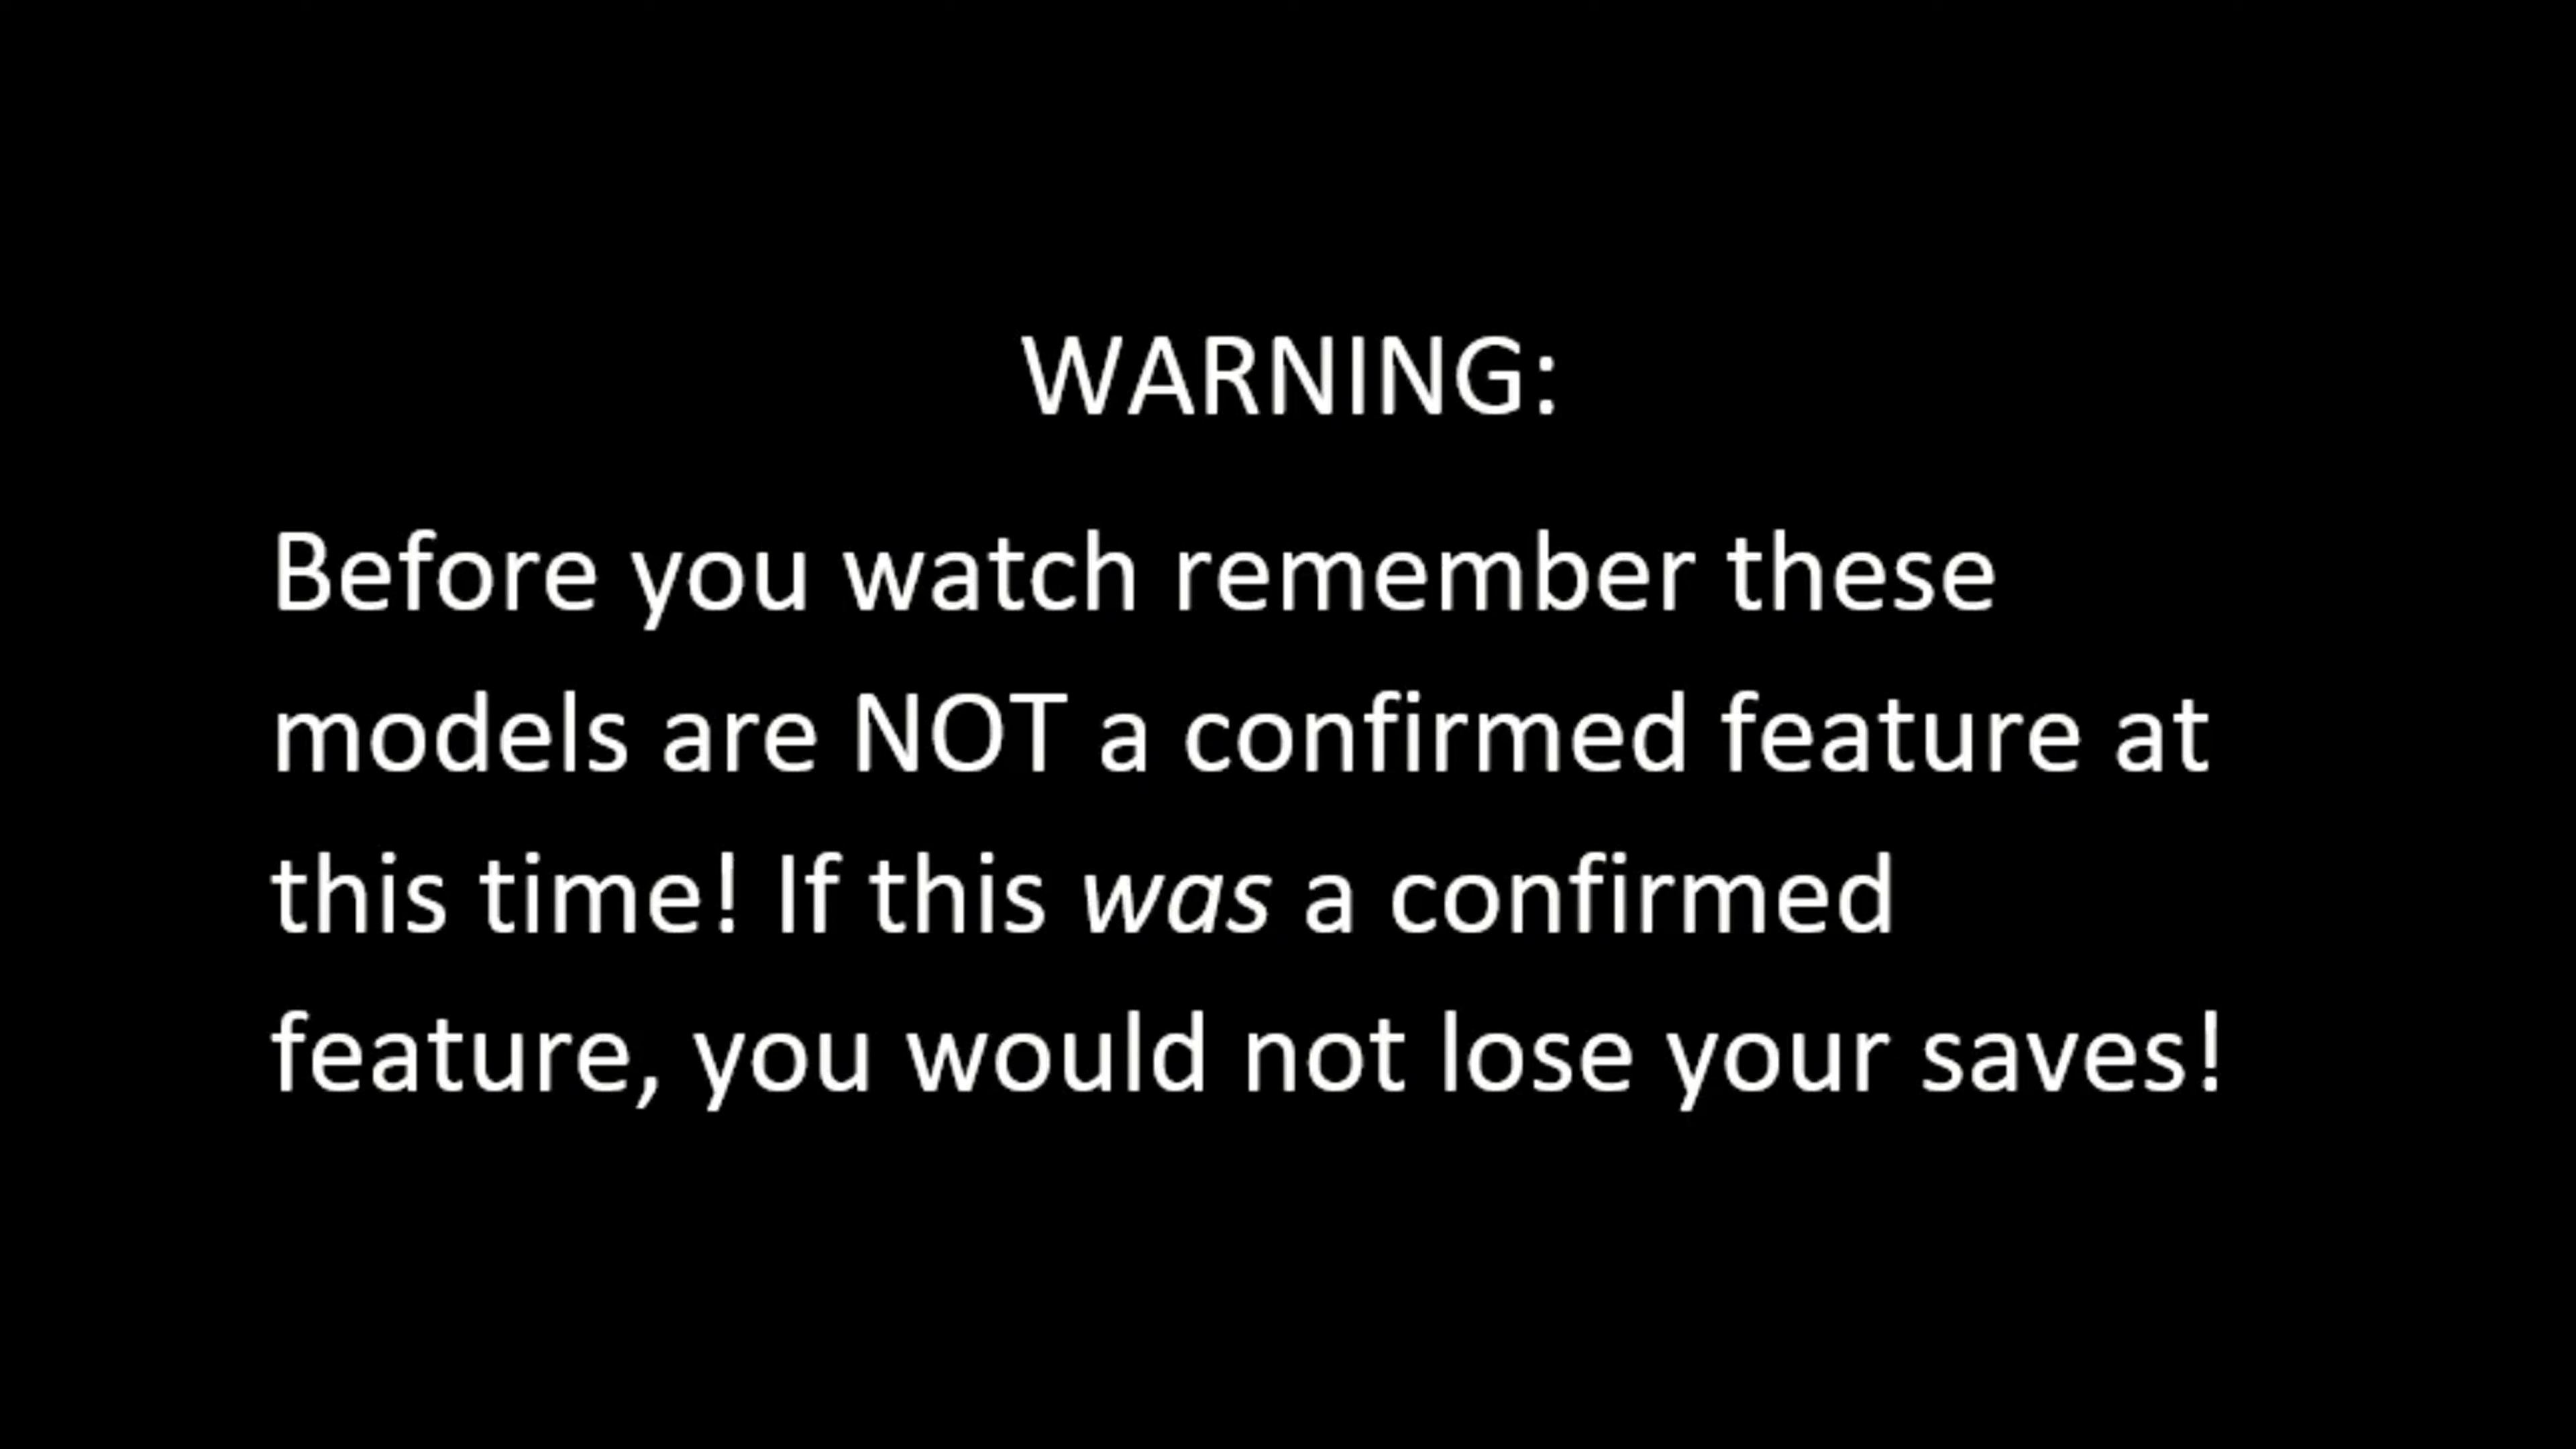 WARNING:
Before you watch remember these
models are NOT a confirmed feature at
this time! If this was a confirmed
feature, you would not lose your saves!